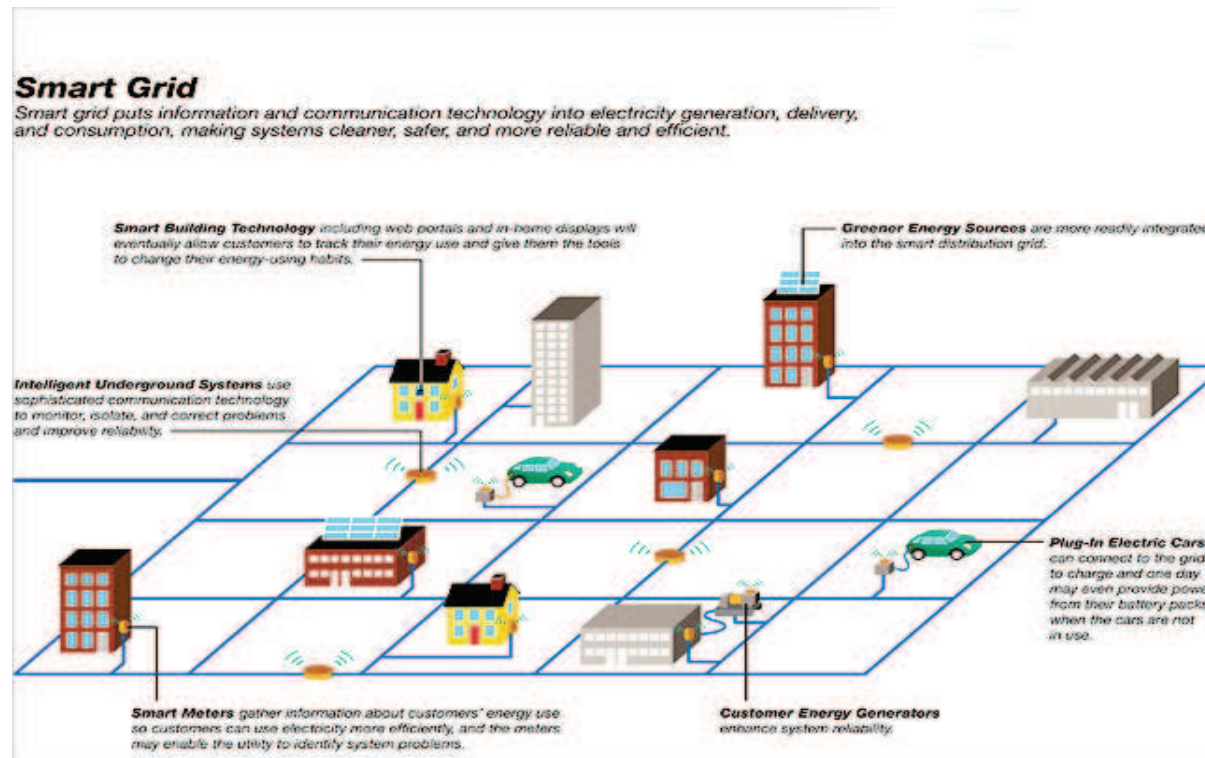 Smart Grid
Smart grid puts information and communication technology into electricity generation, delivery,
and consumption, making systems cleaner, safer, and more reliable and efficient.
Smart Building Technology including web portals and in-home displays will
eventually allow customers to track their energy use and give them the tools
to change their energy-using habits.
Greener Energy Sources are more readily integrated
into the smart distribution grid.
Intelligent Underground Systems use
sophisticated communication technology
to monitor, isolate, and correct problems
and improve reliability.
Plug-In Electric Cars
can connect to the grid
to charge and one day
may even provide power
from their battery packs
when the cars are not
in use.
Smart Meters gather information about customers' energy use
so customers can use electricity more efficiently, and the meters
may enable the utility to identify system problems.
Customer Energy Generators
enhance system reliability.